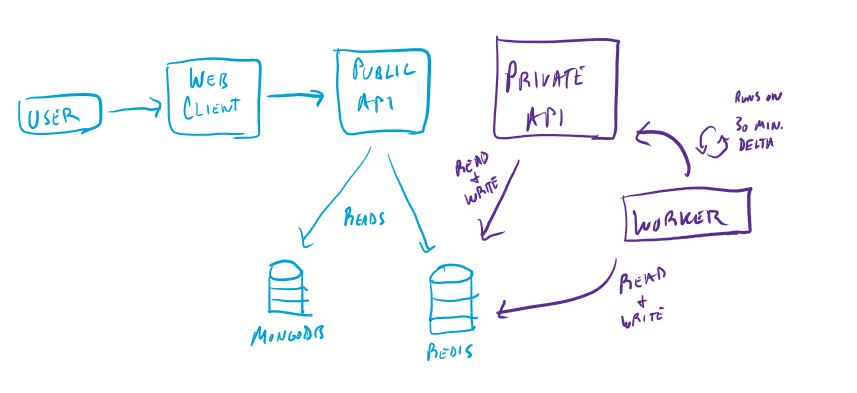 USER
WEB
CLIENT
PUBLIC
API
PRIVATE
API
RUNS ON
30 MIN.
DELTA
READ
+
WRITE
WORKER
READS
READ
+
WRITE
MONGODB
REDIS